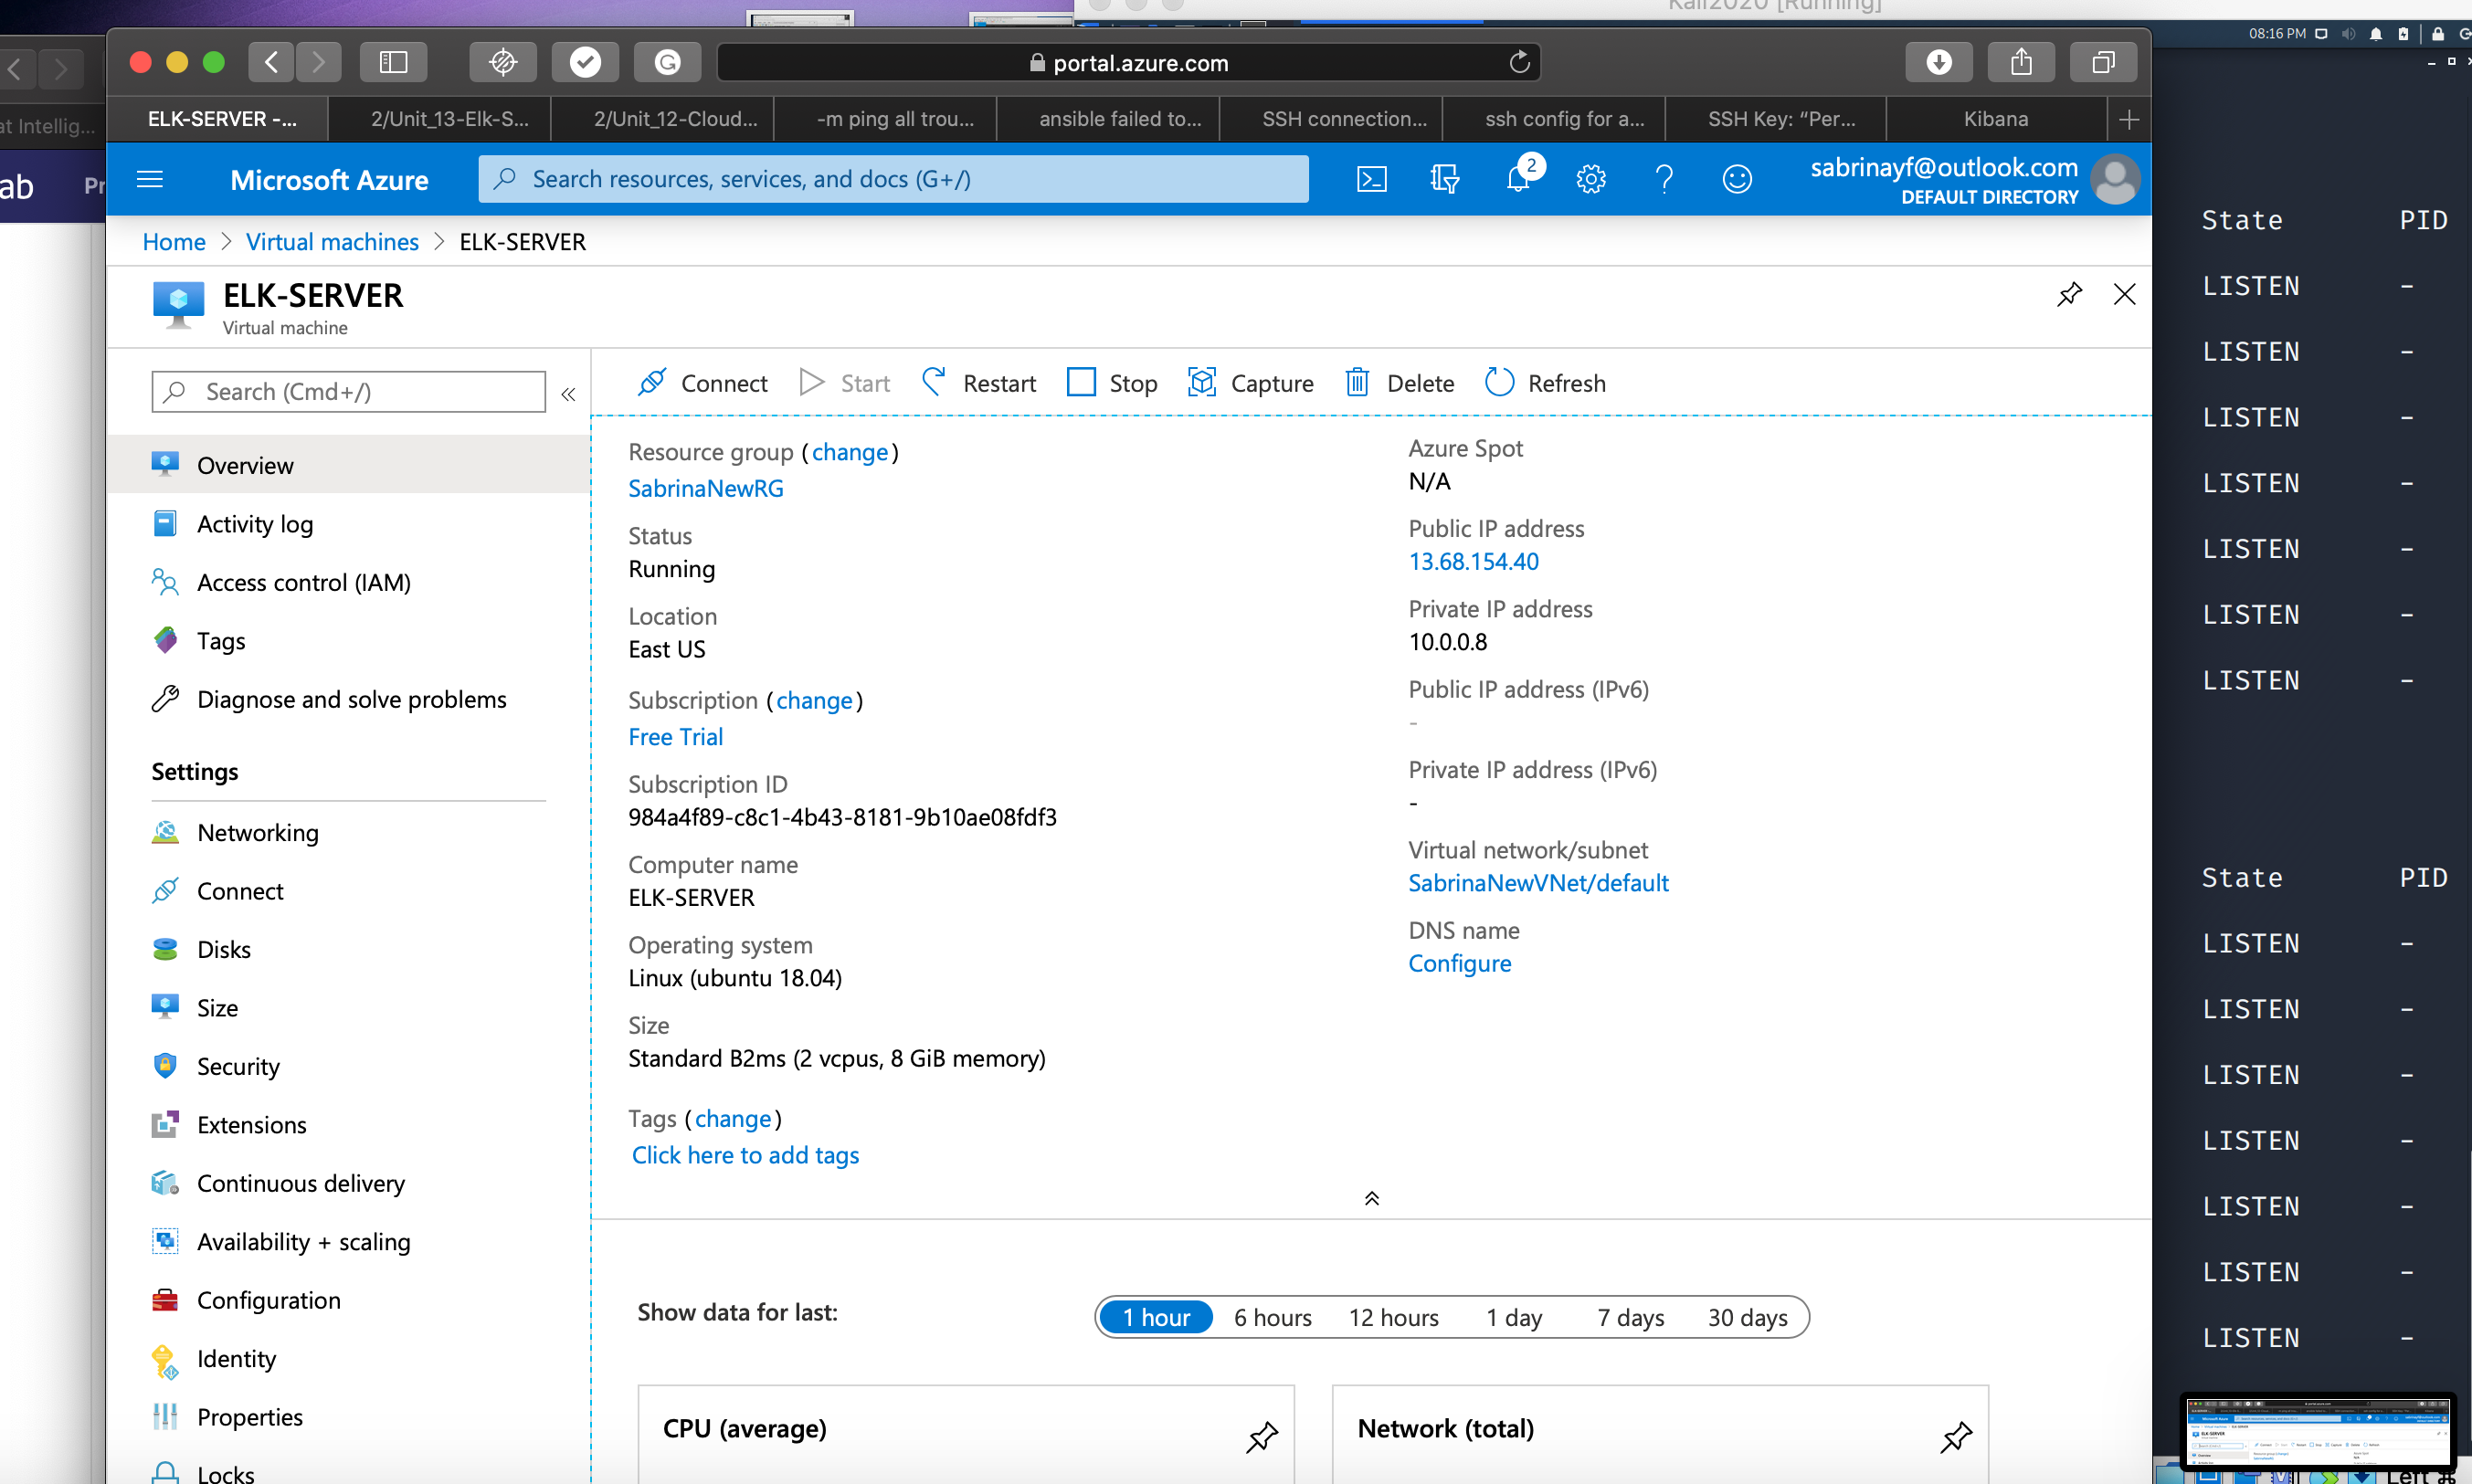 Kali2020 [Running]
08:16 PM
portal.azure.com
at Intellig...
ELK-SERVER -...
2/Unit_13-Elk-S...
2/Unit_12-Cloud...
-m ping all trou...
ansible failed to...
SSH connection...
ssh config for a...
SSH Key: “Per...
Kibana
ab
Pr
Microsoft Azure
Search resources, services, and docs (G+/)
2
sabrinayf@outlook.com
DEFAULT DIRECTORY
Home > Virtual machines > ELK-SERVER
ELK-SERVER
Virtual machine
Search (Cmd+/)
«
Connect
Start
Restart
Stop
Capture
Delete
Refresh
Overview
Activity log
Access control (IAM)
Tags
Diagnose and solve problems
Settings
Networking
Connect
Disks
Size
Security
Extensions
Continuous delivery
Availability + scaling
Configuration
Identity
Properties
Locks
Resource group (change)
SabrinaNewRG
Status
Running
Location
East US
Subscription (change)
Free Trial
Subscription ID
984a4f89-c8c1-4b43-8181-9b10ae08fdf3
Computer name
ELK-SERVER
Operating system
Linux (ubuntu 18.04)
Size
Standard B2ms (2 vcpus, 8 GiB memory)
Tags (change)
Click here to add tags
Azure Spot
N/A
Public IP address
13.68.154.40
Private IP address
10.0.0.8
Public IP address (IPv6)
-
Private IP address (IPv6)
-
Virtual network/subnet
SabrinaNewVNet/default
DNS name
Configure
Show data for last:
1 hour
6 hours
12 hours
1 day
7 days
30 days
CPU (average)
Network (total)
State PID
LISTEN -
LISTEN -
LISTEN -
LISTEN -
LISTEN -
LISTEN -
LISTEN -
State PID
LISTEN -
LISTEN -
LISTEN -
LISTEN -
LISTEN -
LISTEN -
LISTEN -
Left ⌘